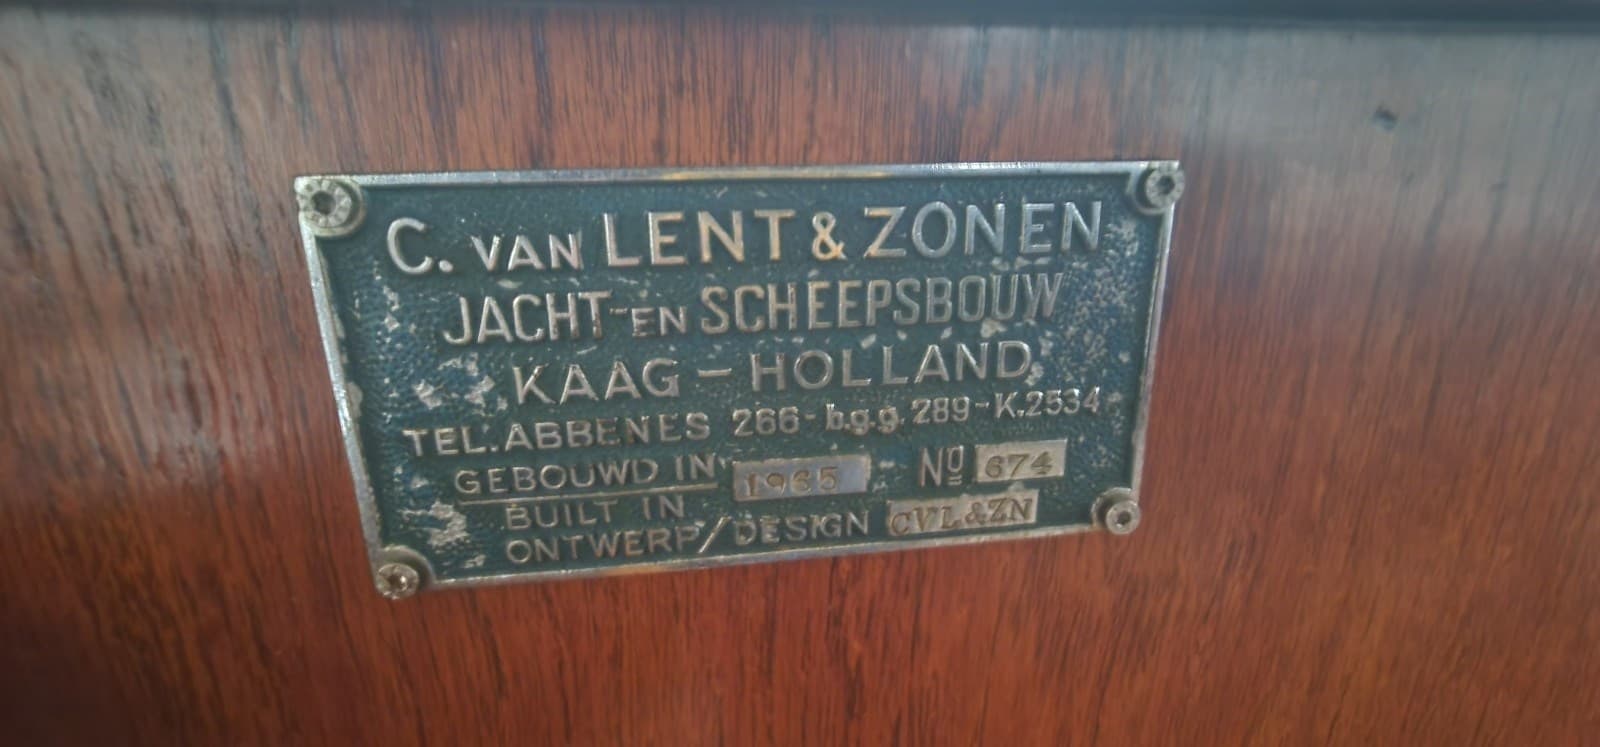 C. VAN LENT & ZONEN
JACHT-EN SCHEEPSBOUW
KAAG - HOLLAND
TEL. ABBENES 266- b.g.g. 289-K.2534
GEBOUWD IN 1965 Nº 674
BUILT IN
ONTWERP/DESIGN CVL&ZN